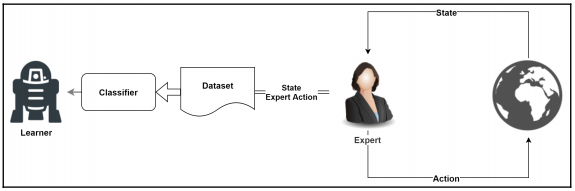 State
Dataset
Classifier
State
Expert Action
Learner
Expert
Action